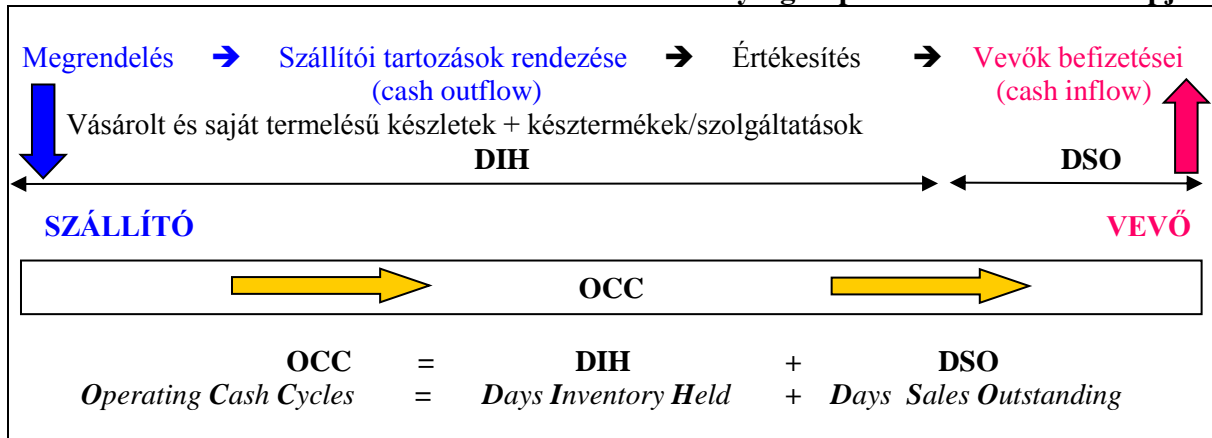 Megrendelés ➔ Szállítói tartozások rendezése ➔ Értékesítés ➔ Vevők befizetései
(cash outflow) (cash inflow)
Vásárolt és saját termelésű készletek + késztermékek/szolgáltatások
DIH DSO
SZÁLLÍTÓ VEVŐ
OCC
OCC = DIH + DSO
Operating Cash Cycles = Days Inventory Held + Days Sales Outstanding